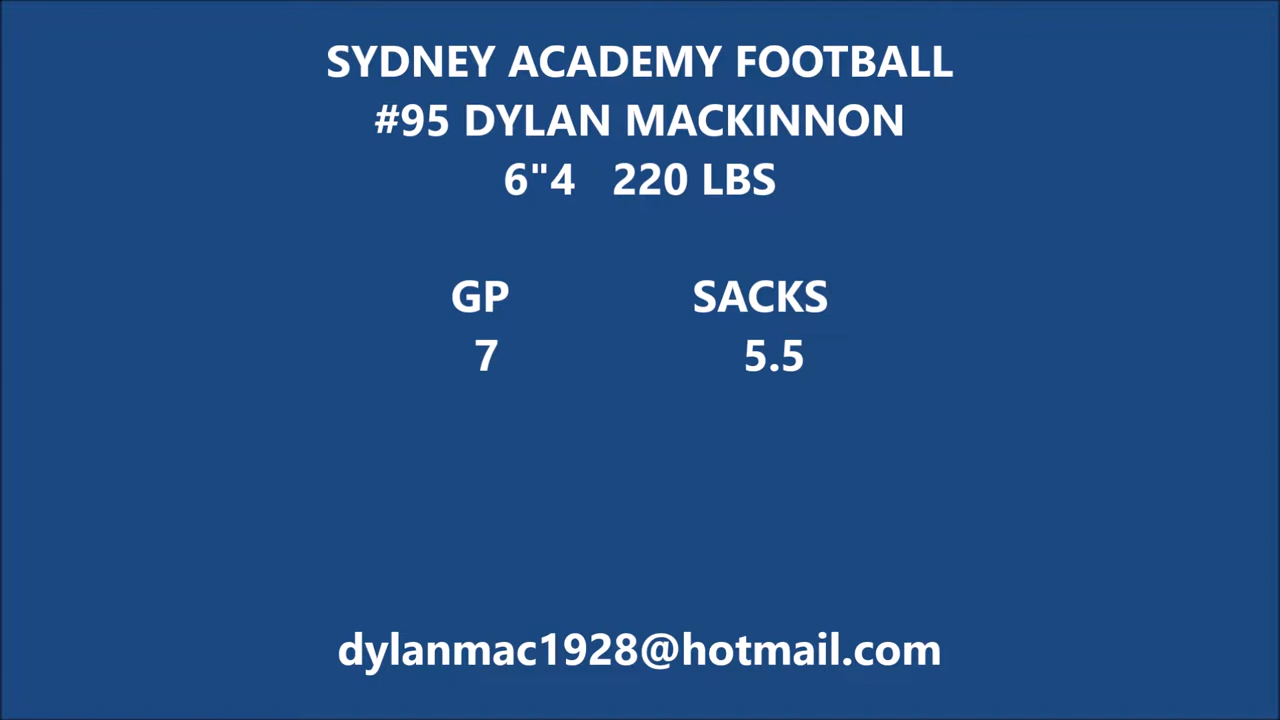 SYDNEY ACADEMY FOOTBALL
#95 DYLAN MACKINNON
6"4 220 LBS
GP SACKS
7 5.5
dylanmac1928@hotmail.com